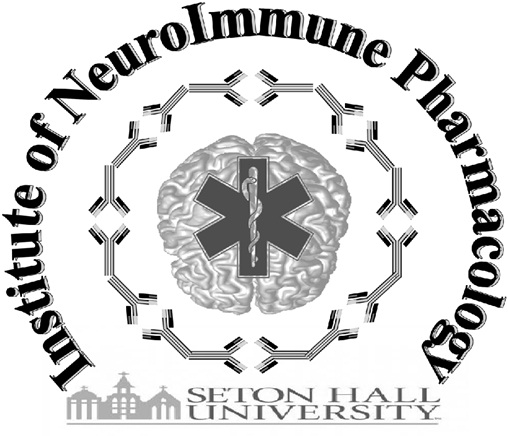 Institute of NeuroImmune Pharmacology
SETON HALL
UNIVERSITY